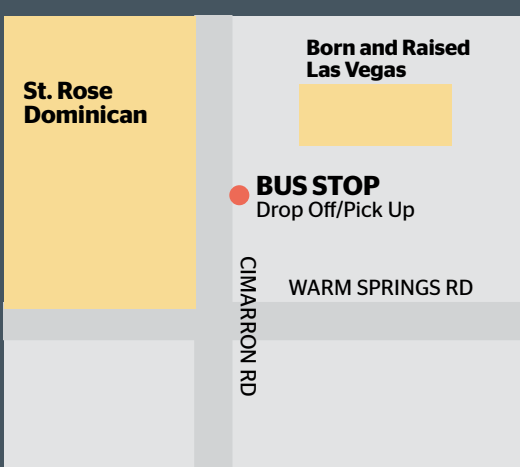 Born and Raised
Las Vegas
St. Rose
Dominican
BUS STOP
Drop Off/Pick Up
WARM SPRINGS RD
CIMARRON RD